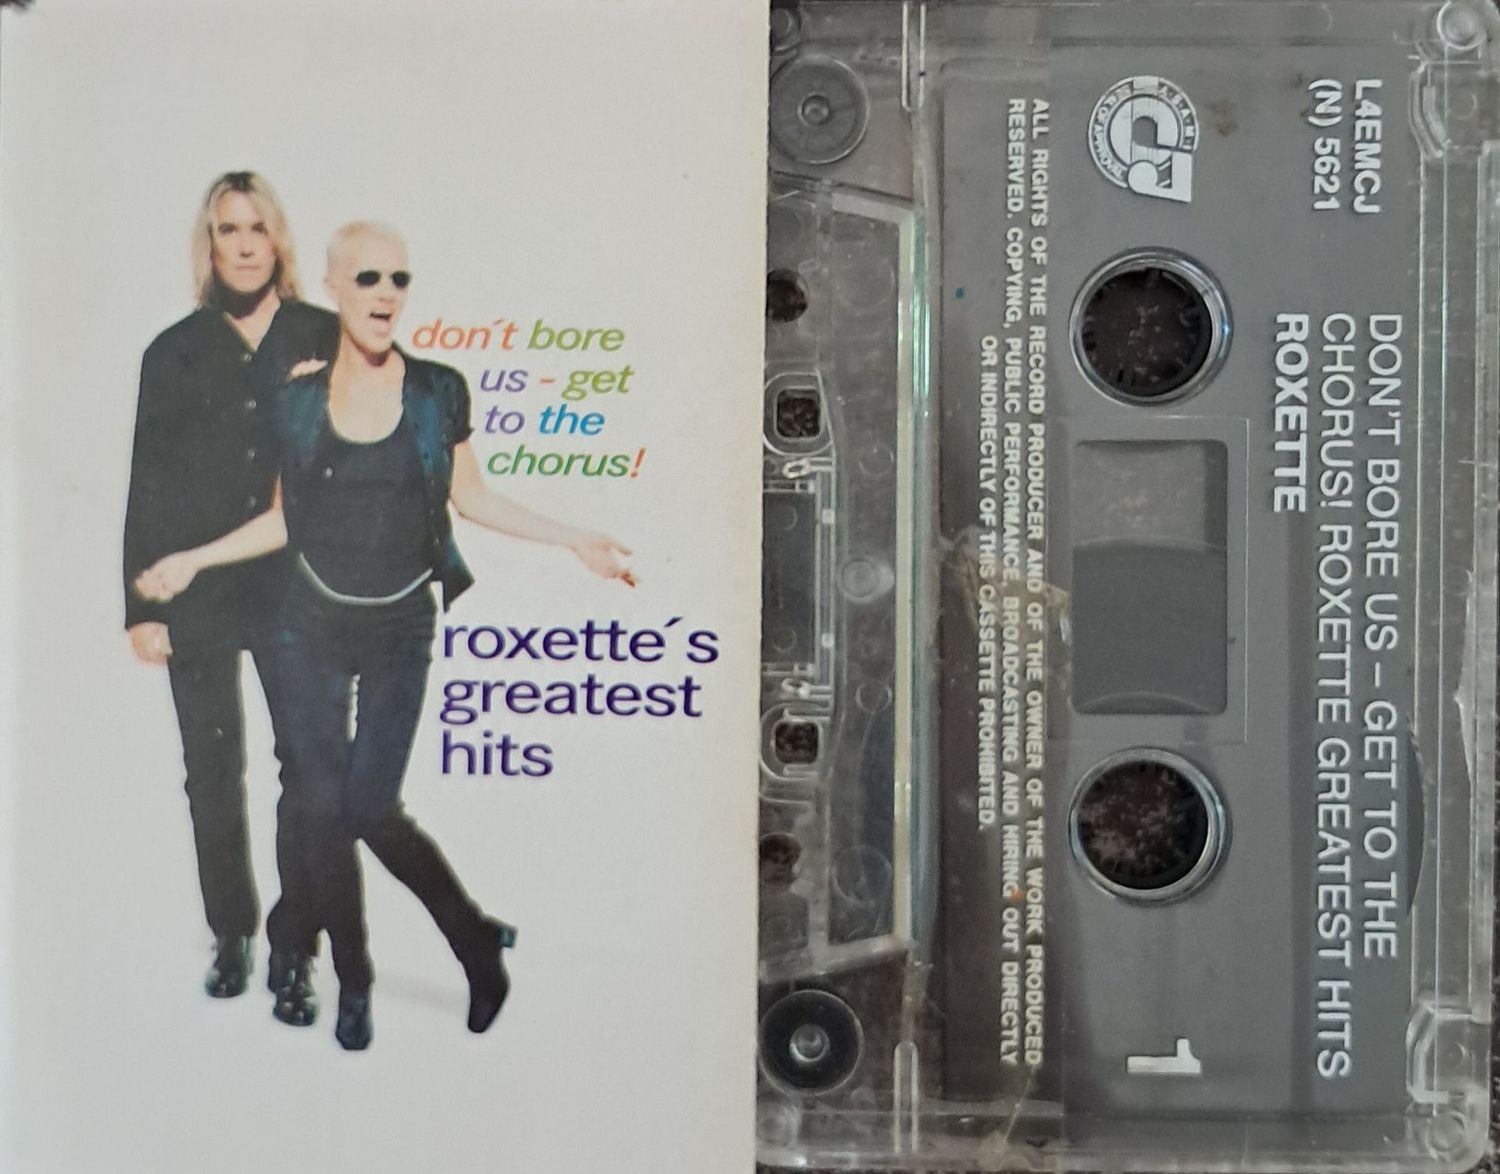 don´t bore
us - get
to the
chorus!
roxette´s
greatest
hits
L4EMCJ
(N) 5621
DON'T BORE US – GET TO THE
CHORUS! ROXETTE GREATEST HITS
ROXETTE
1
ALL RIGHTS OF THE RECORD PRODUCER AND OF THE OWNER OF THE WORK PRODUCED
RESERVED. COPYING, PUBLIC PERFORMANCE, BROADCASTING AND HIRING OUT DIRECTLY
OR INDIRECTLY OF THIS CASSETTE PROHIBITED.